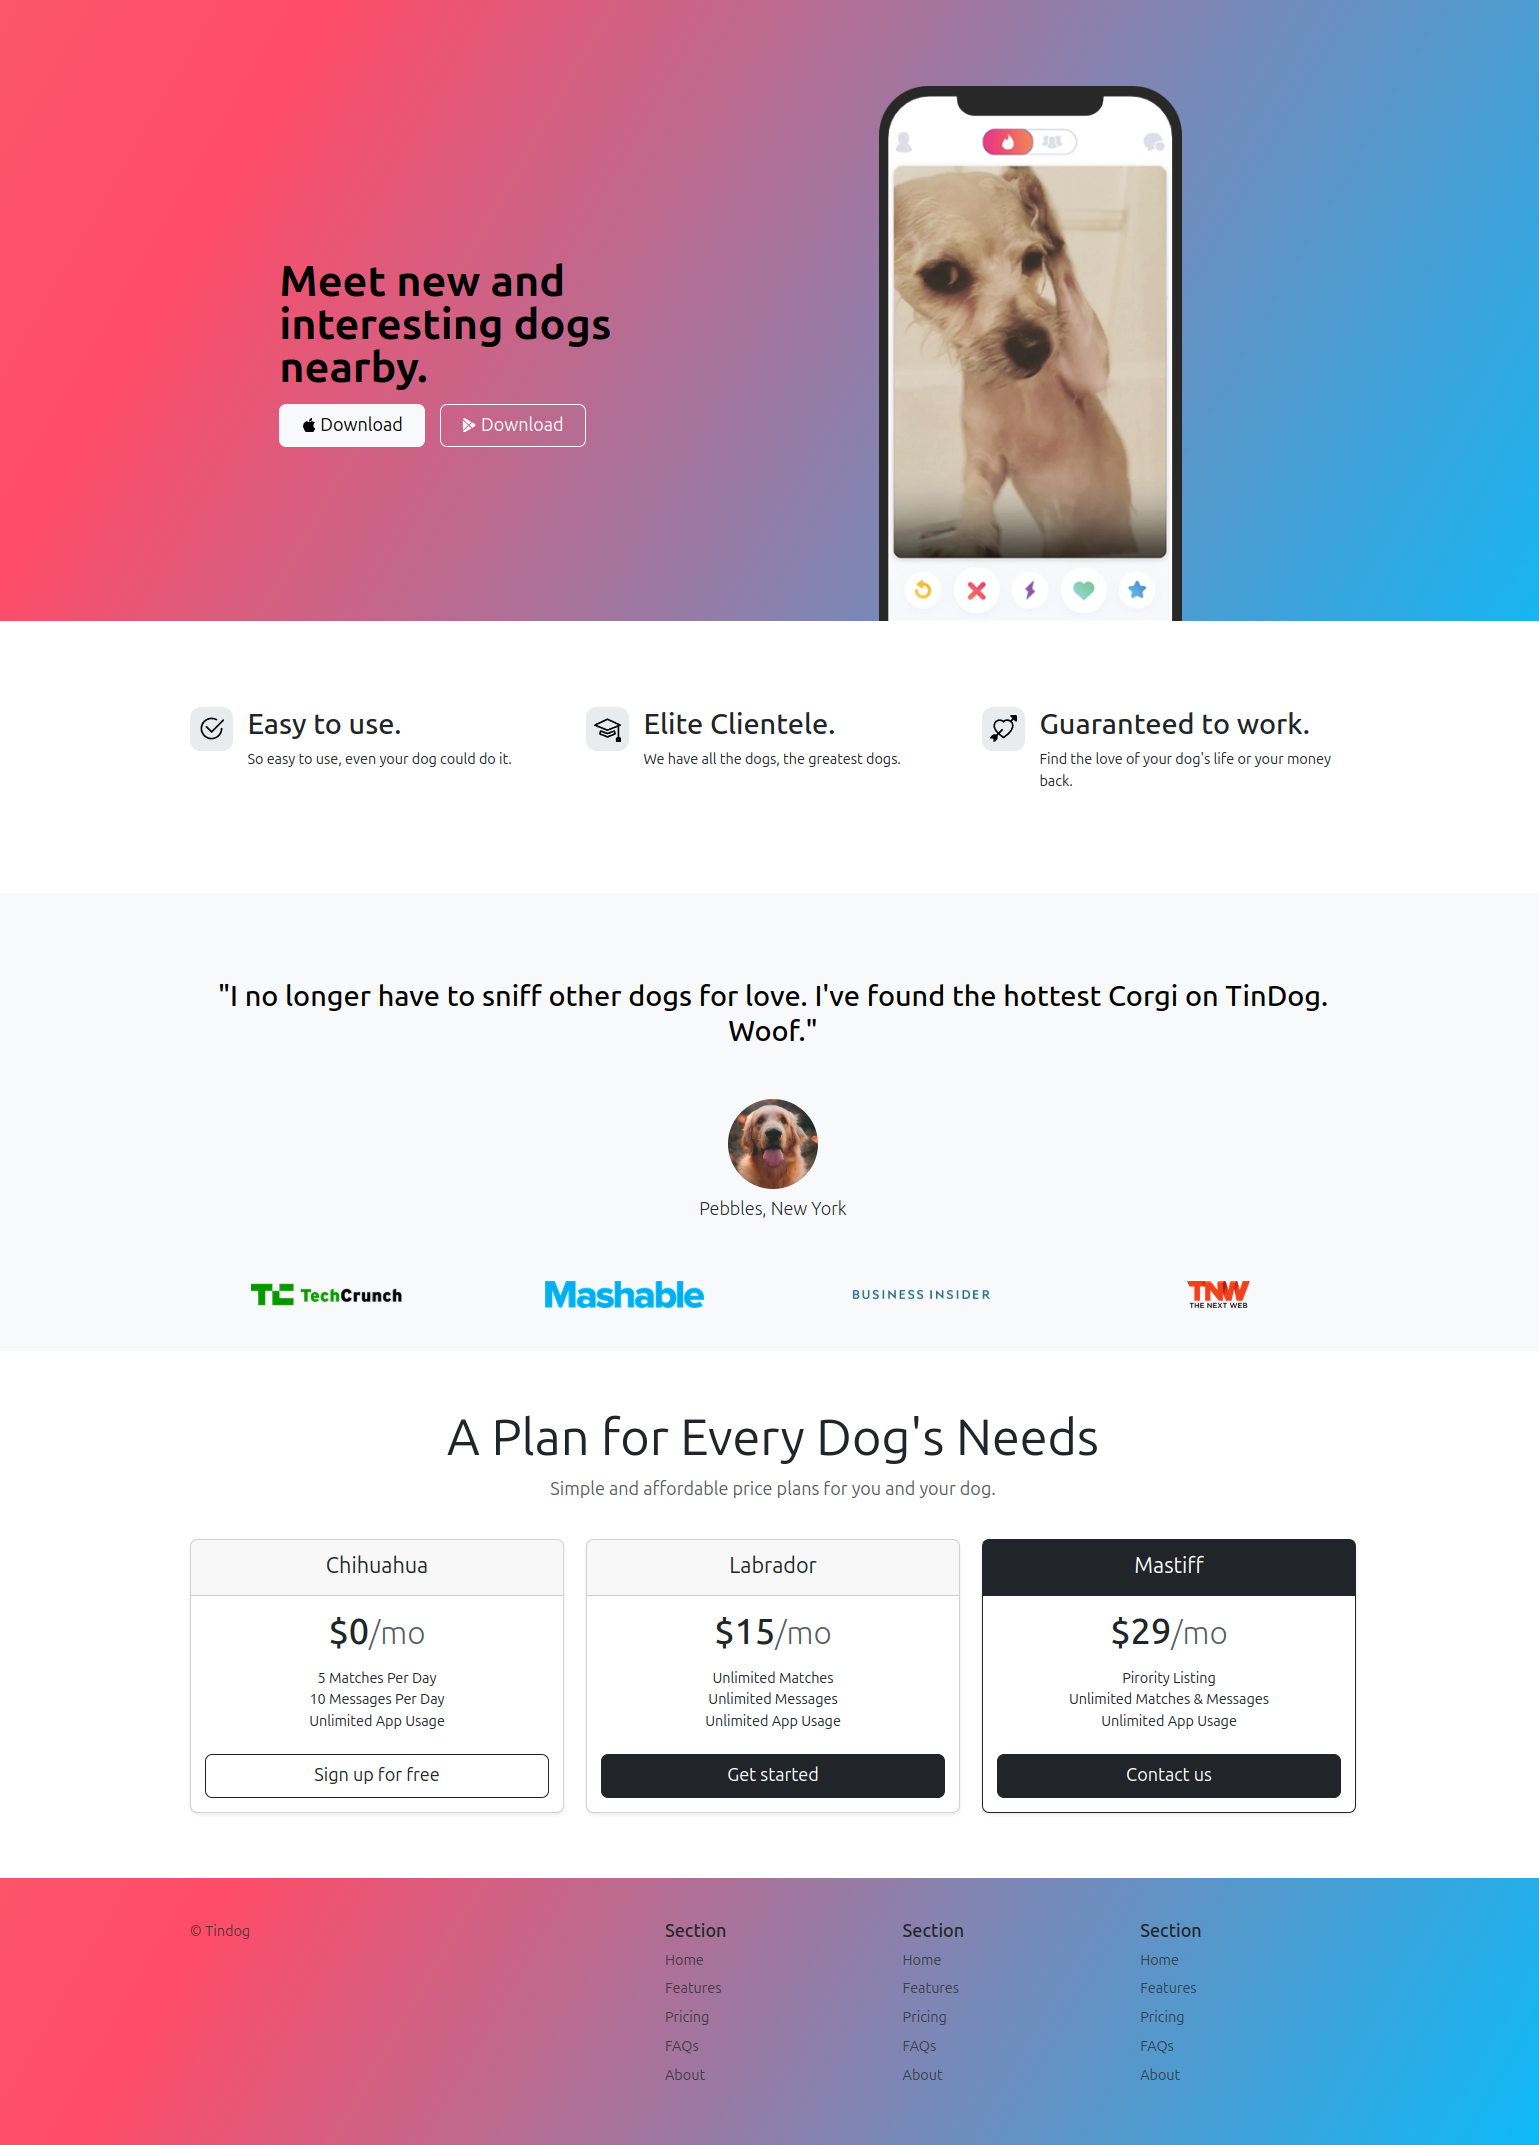 Meet new and
interesting dogs
nearby.
Download
Download
Easy to use.
So easy to use, even your dog could do it.
Elite Clientele.
We have all the dogs, the greatest dogs.
Guaranteed to work.
Find the love of your dog's life or your money
back.
"I no longer have to sniff other dogs for love. I've found the hottest Corgi on TinDog.
Woof."
Pebbles, New York
TC TechCrunch
Mashable
BUSINESS INSIDER
TNW
THE NEXT WEB
A Plan for Every Dog's Needs
Simple and affordable price plans for you and your dog.
Chihuahua
$0/mo
5 Matches Per Day
10 Messages Per Day
Unlimited App Usage
Sign up for free
Labrador
$15/mo
Unlimited Matches
Unlimited Messages
Unlimited App Usage
Get started
Mastiff
$29/mo
Pirority Listing
Unlimited Matches & Messages
Unlimited App Usage
Contact us
© Tindog
Section
Home
Features
Pricing
FAQs
About
Section
Home
Features
Pricing
FAQs
About
Section
Home
Features
Pricing
FAQs
About